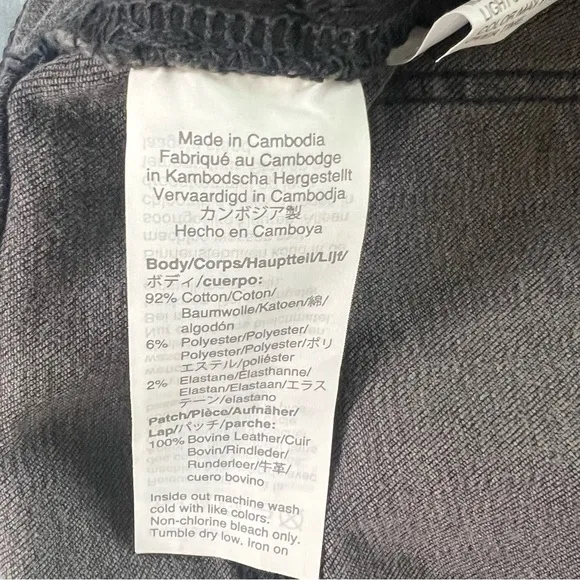 LIGHT
COLOR MAY
Made in Cambodia
Fabriqué au Cambodge
in Kambodscha Hergestellt
Vervaardigd in Cambodja
カンボジア製
Hecho en Camboya
Body/Corps/Hauptteil/Lijt/
ボディ/cuerpo:
92% Cotton/Coton/
Baumwolle/Katoen/綿/
algodón
6% Polyester/Polyester/
Polyester/Polyester/ポリ
エステル/poliéster
2% Elastane/Élasthanne/
Elastan/Elastaan/エラス
テーン/elastano
Patch/Pièce/Aufnäher/
Lap/パッチ/parche:
100% Bovine Leather/Cuir
Bovin/Rindleder/
Runderleer/牛革/
cuero bovino
Inside out machine wash
cold with like colors.
Non-chlorine bleach only.
Tumble dry low. Iron on